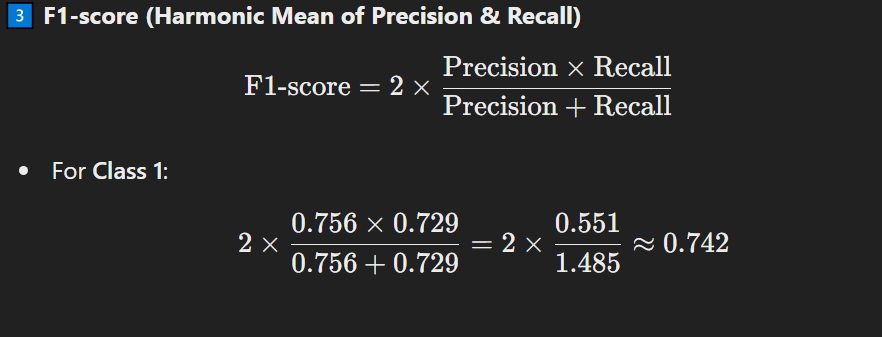 3 F1-score (Harmonic Mean of Precision & Recall)
F1-score = 2 × Precision × Recall / Precision + Recall
• For Class 1:
2 × 0.756 × 0.729 / 0.756 + 0.729 = 2 × 0.551 / 1.485 ≈ 0.742